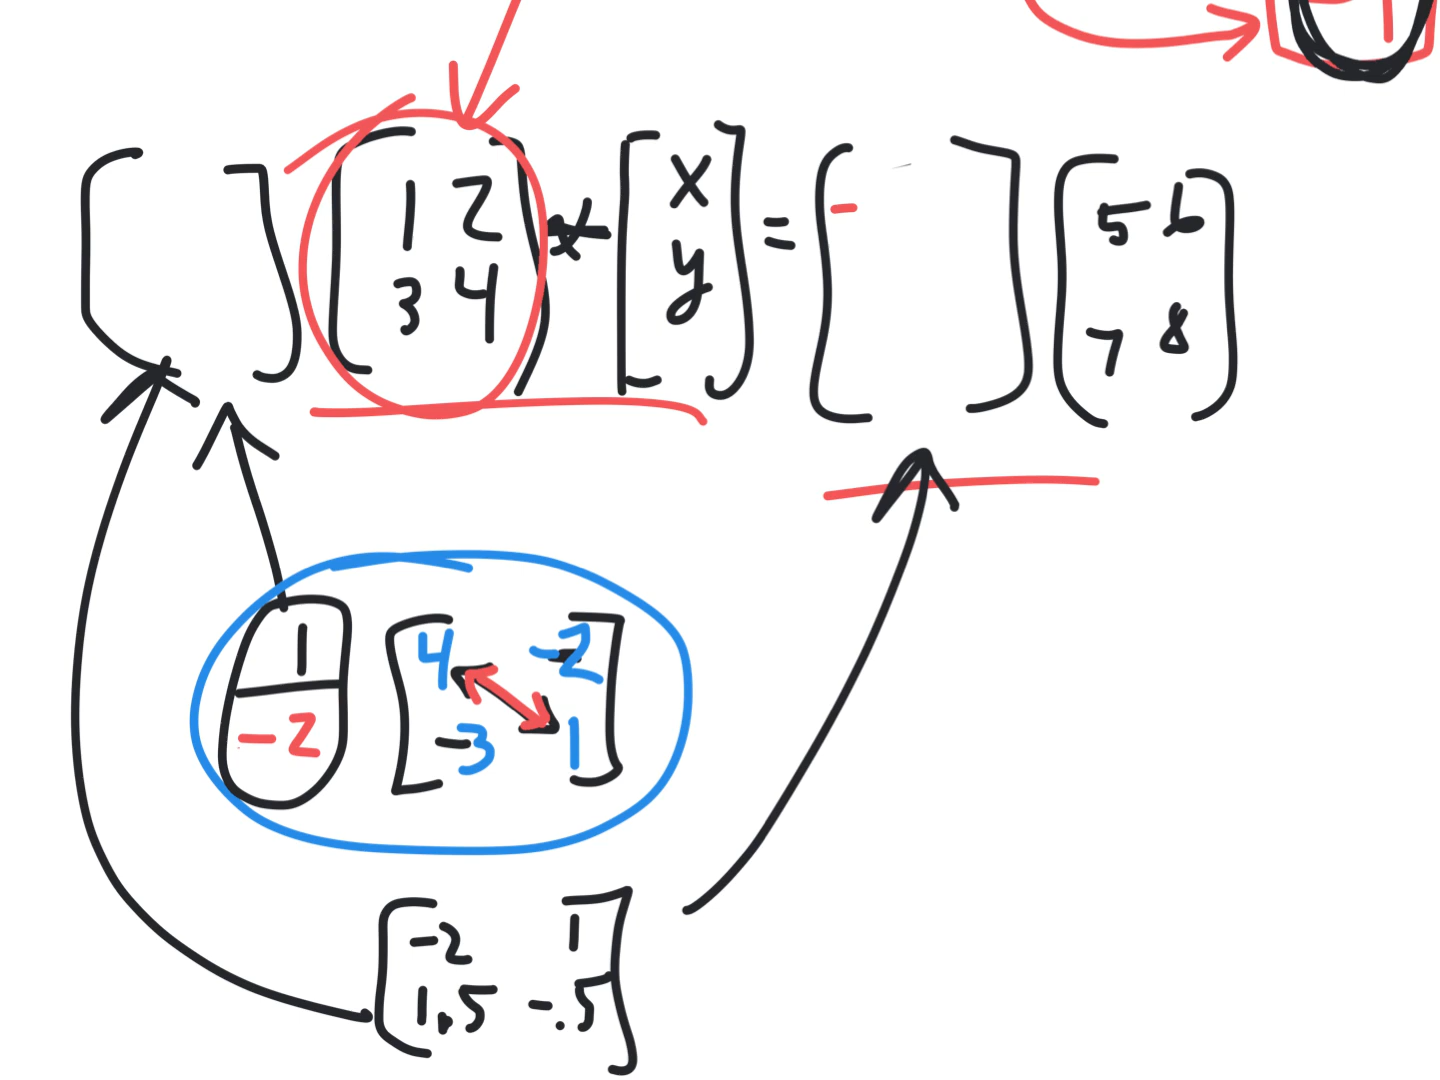 [ ] [1 2 * [x = [- ] [5 6
3 4] y] 7 8]
1 [4 -2
-2 -3 1]
[-2 1
1.5 -.5]